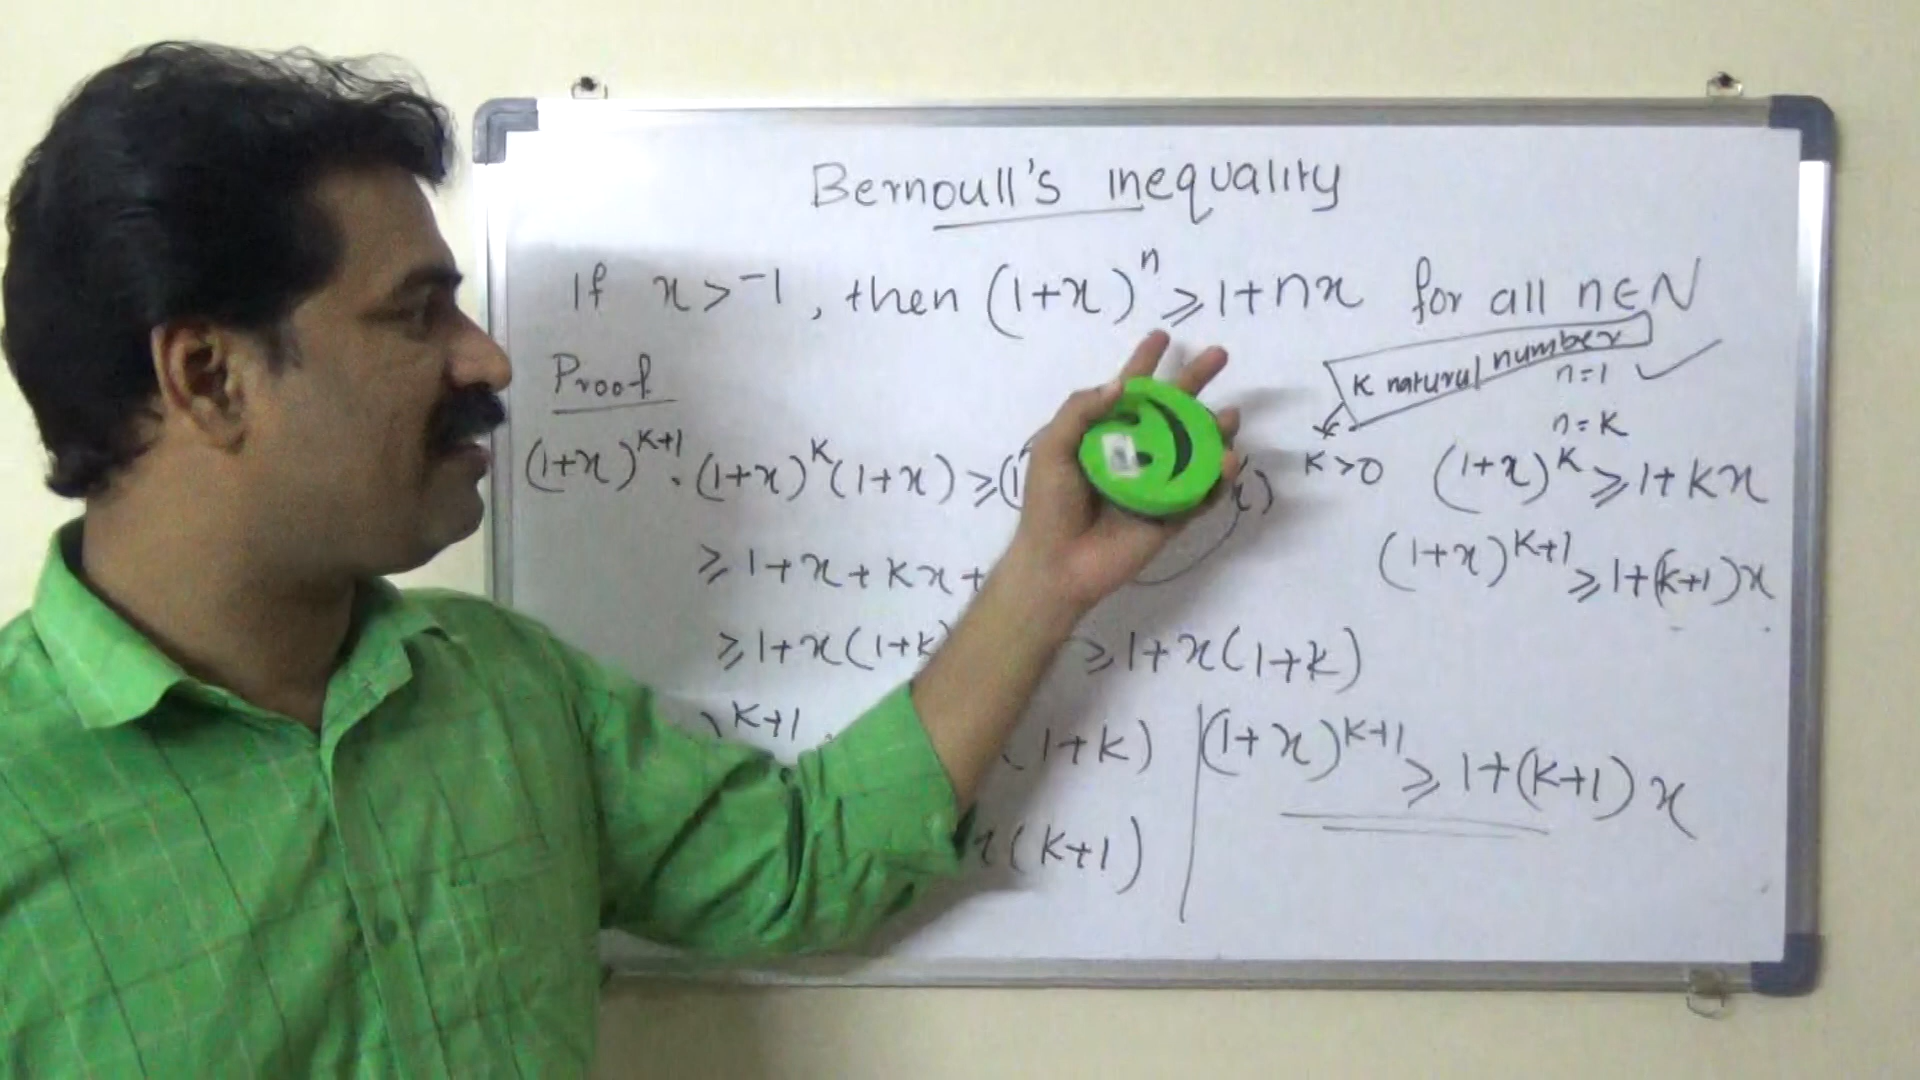 Bernoull's inequality
If x > -1, then (1+x)^n ≥ 1+nx for all n∈N
Proof
K natural number
n=1 ✓
n=K
(1+x)^{K+1} = (1+x)^K (1+x) ≥ (1
x)
K>0
(1+x)^K ≥ 1+Kx
≥ 1+x+Kx+
(1+x)^{K+1} ≥ 1+(K+1)x
≥ 1+x(1+K)
≥ 1+x(1+K)
)^{K+1}
(1+K)
(1+x)^{K+1} ≥ 1+(K+1)x
x(K+1)